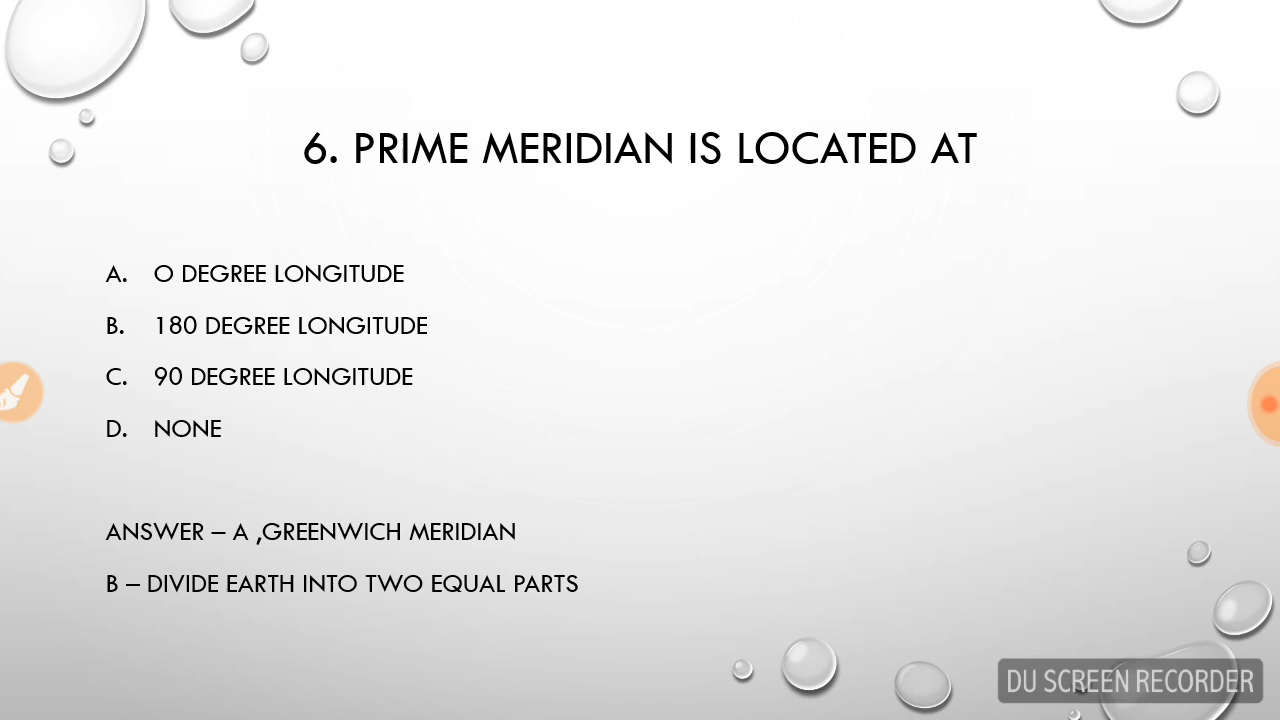 6. PRIME MERIDIAN IS LOCATED AT
A. O DEGREE LONGITUDE
B. 180 DEGREE LONGITUDE
C. 90 DEGREE LONGITUDE
D. NONE
ANSWER – A ,GREENWICH MERIDIAN
B – DIVIDE EARTH INTO TWO EQUAL PARTS
DU SCREEN RECORDER